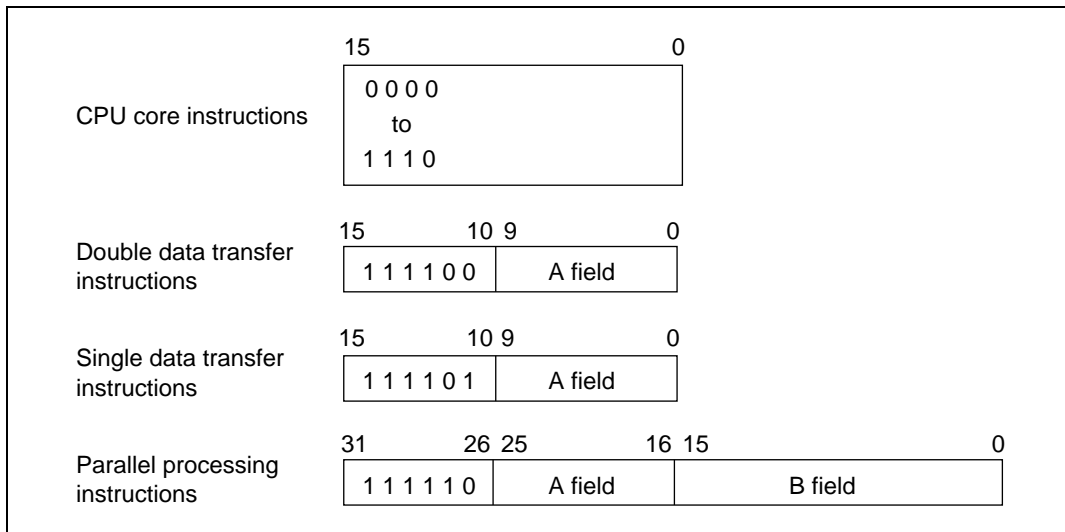 15 0
CPU core instructions
0 0 0 0
to
1 1 1 0
15 10 9 0
Double data transfer
instructions
1 1 1 1 0 0 A field
15 10 9 0
Single data transfer
instructions
1 1 1 1 0 1 A field
31 26 25 16 15 0
Parallel processing
instructions
1 1 1 1 1 0 A field B field